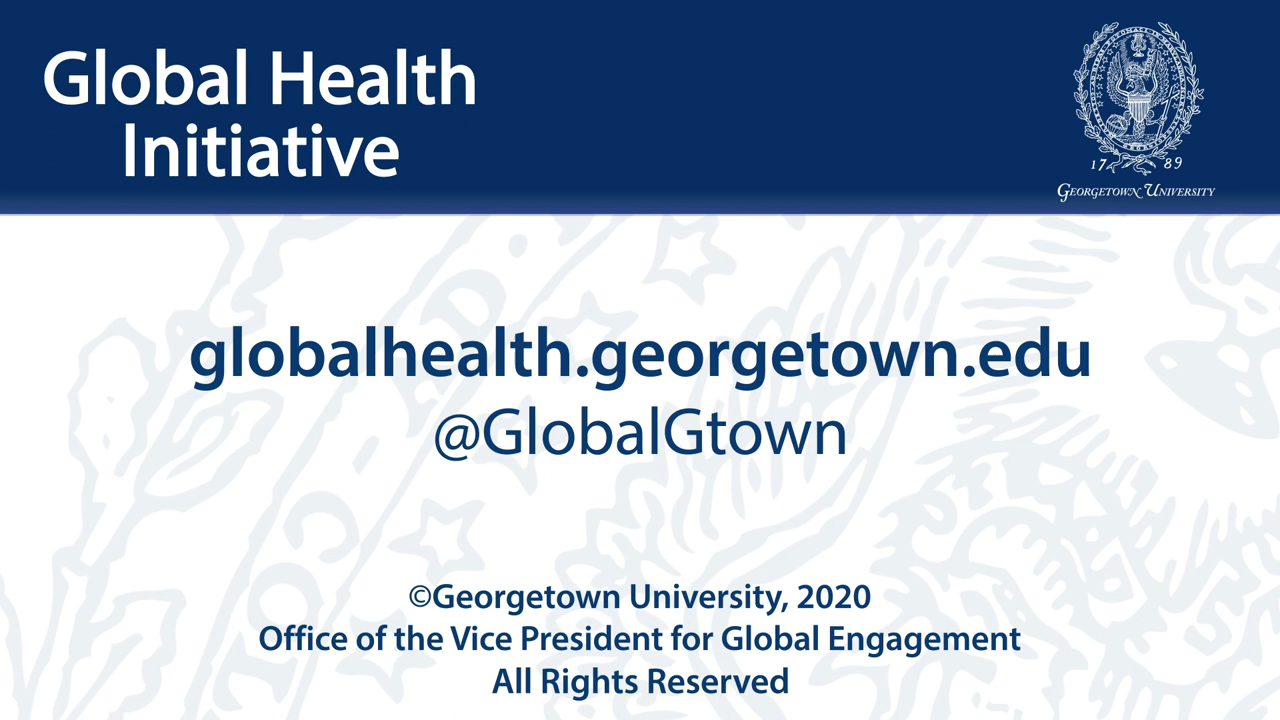 Global Health
Initiative
17 89
Georgetown University
globalhealth.georgetown.edu
@GlobalGtown
©Georgetown University, 2020
Office of the Vice President for Global Engagement
All Rights Reserved